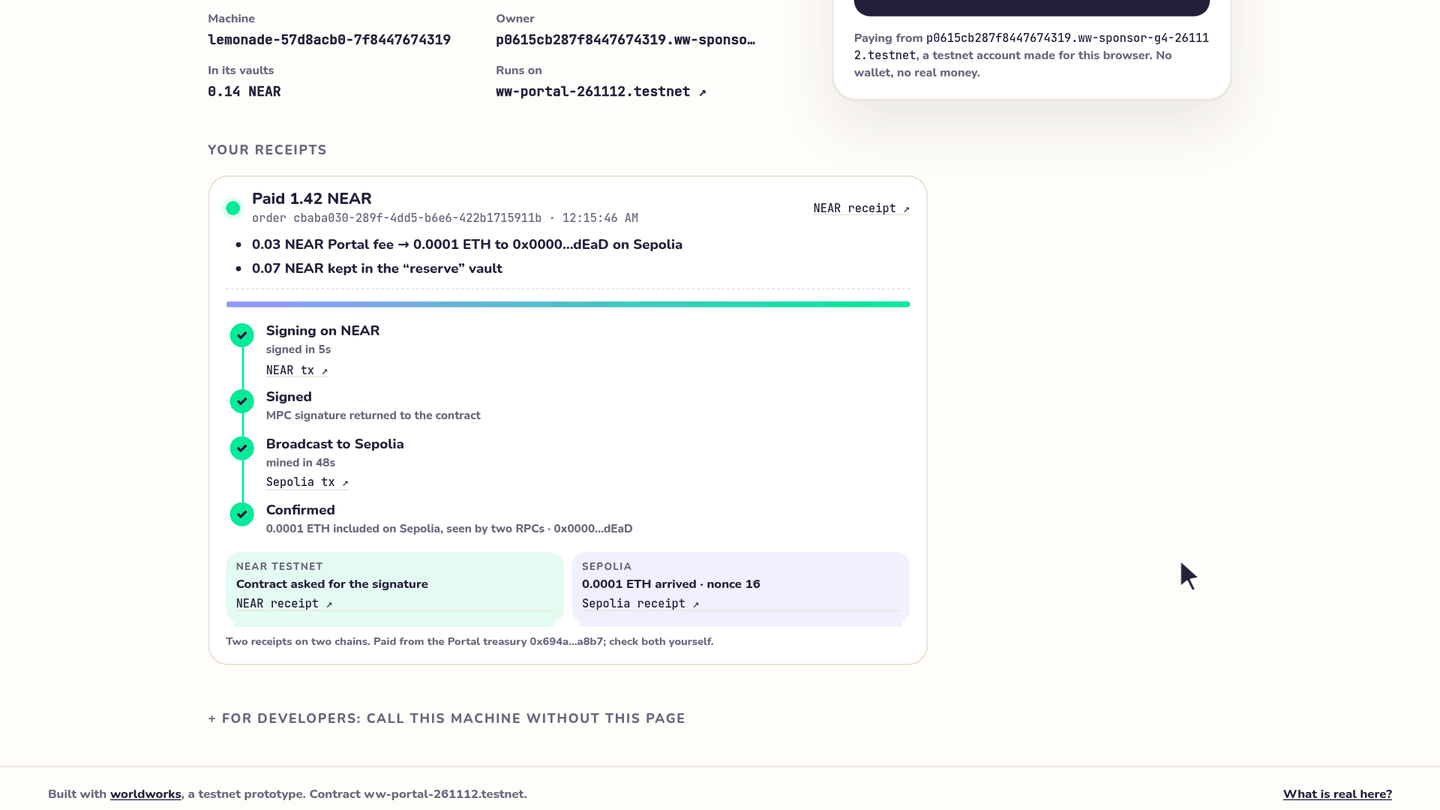 Machine
lemonade-57d8acb0-7f8447674319
Owner
p0615cb287f8447674319.ww-sponso…
In its vaults
0.14 NEAR
Runs on
ww-portal-261112.testnet ↗
Paying from p0615cb287f8447674319.ww-sponsor-g4-26111
2.testnet, a testnet account made for this browser. No
wallet, no real money.
YOUR RECEIPTS
Paid 1.42 NEAR
order cbaba030-289f-4dd5-b6e6-422b1715911b · 12:15:46 AM
NEAR receipt ↗
• 0.03 NEAR Portal fee → 0.0001 ETH to 0x0000…dEaD on Sepolia
• 0.07 NEAR kept in the “reserve” vault
Signing on NEAR
signed in 5s
NEAR tx ↗
Signed
MPC signature returned to the contract
Broadcast to Sepolia
mined in 48s
Sepolia tx ↗
Confirmed
0.0001 ETH included on Sepolia, seen by two RPCs · 0x0000…dEaD
NEAR TESTNET
Contract asked for the signature
NEAR receipt ↗
SEPOLIA
0.0001 ETH arrived · nonce 16
Sepolia receipt ↗
Two receipts on two chains. Paid from the Portal treasury 0x694a…a8b7; check both yourself.
+ FOR DEVELOPERS: CALL THIS MACHINE WITHOUT THIS PAGE
Built with worldworks, a testnet prototype. Contract ww-portal-261112.testnet.
What is real here?